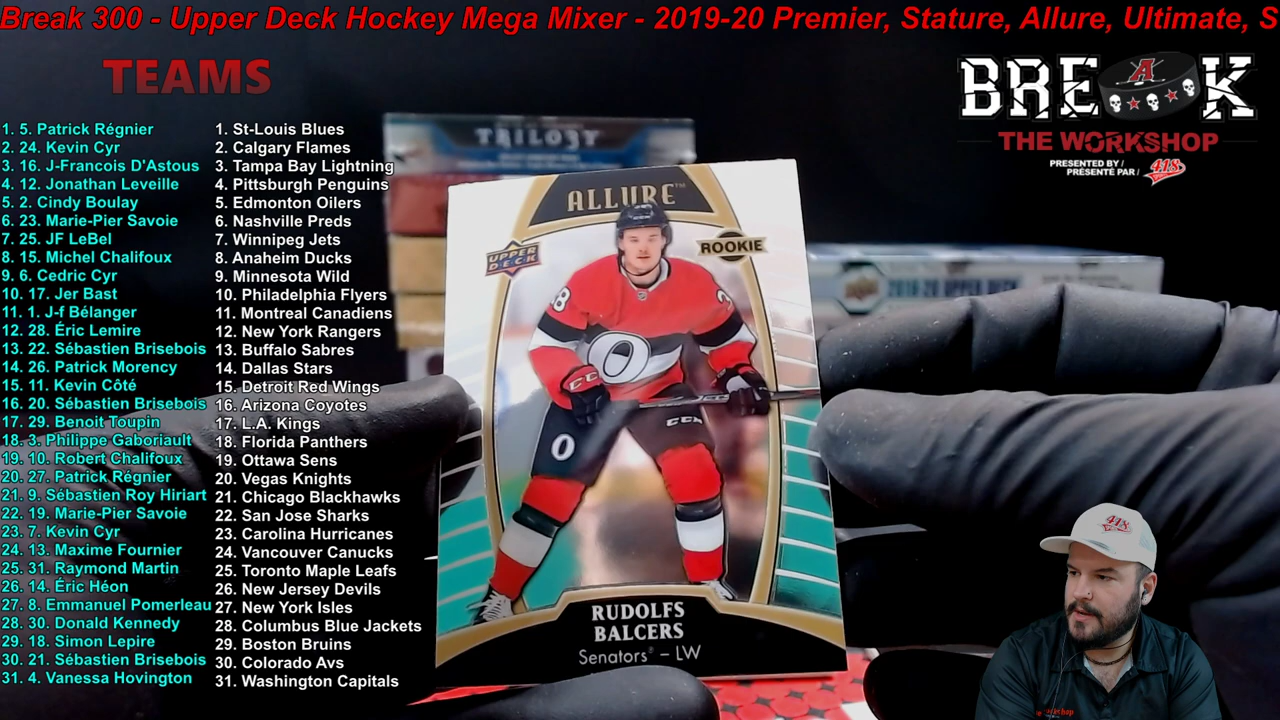 Break 300 - Upper Deck Hockey Mega Mixer - 2019-20 Premier, Stature, Allure, Ultimate, S
TEAMS
1. 5. Patrick Régnier
2. 24. Kevin Cyr
3. 16. J-Francois D'Astous
4. 12. Jonathan Leveille
5. 2. Cindy Boulay
6. 23. Marie-Pier Savoie
7. 25. JF LeBel
8. 15. Michel Chalifoux
9. 6. Cedric Cyr
10. 17. Jer Bast
11. 1. J-f Bélanger
12. 28. Éric Lemire
13. 22. Sébastien Brisebois
14. 26. Patrick Morency
15. 11. Kevin Côté
16. 20. Sébastien Brisebois
17. 29. Benoit Toupin
18. 3. Philippe Gaboriault
19. 10. Robert Chalifoux
20. 27. Patrick Régnier
21. 9. Sébastien Roy Hiriart
22. 19. Marie-Pier Savoie
23. 7. Kevin Cyr
24. 13. Maxime Fournier
25. 31. Raymond Martin
26. 14. Éric Héon
27. 8. Emmanuel Pomerleau
28. 30. Donald Kennedy
29. 18. Simon Lepire
30. 21. Sébastien Brisebois
31. 4. Vanessa Hovington
1. St-Louis Blues
2. Calgary Flames
3. Tampa Bay Lightning
4. Pittsburgh Penguins
5. Edmonton Oilers
6. Nashville Preds
7. Winnipeg Jets
8. Anaheim Ducks
9. Minnesota Wild
10. Philadelphia Flyers
11. Montreal Canadiens
12. New York Rangers
13. Buffalo Sabres
14. Dallas Stars
15. Detroit Red Wings
16. Arizona Coyotes
17. L.A. Kings
18. Florida Panthers
19. Ottawa Sens
20. Vegas Knights
21. Chicago Blackhawks
22. San Jose Sharks
23. Carolina Hurricanes
24. Vancouver Canucks
25. Toronto Maple Leafs
26. New Jersey Devils
27. New York Isles
28. Columbus Blue Jackets
29. Boston Bruins
30. Colorado Avs
31. Washington Capitals
TRILOGY
ALLURE™
UPPER DECK
ROOKIE
28
28
O
CCM
CCM
O
RUDOLFS
BALCERS
Senators® – LW
2019-20 UPPER DECK
BREAK
A
THE WORKSHOP
PRESENTED BY /
PRÉSENTÉ PAR /
418
418